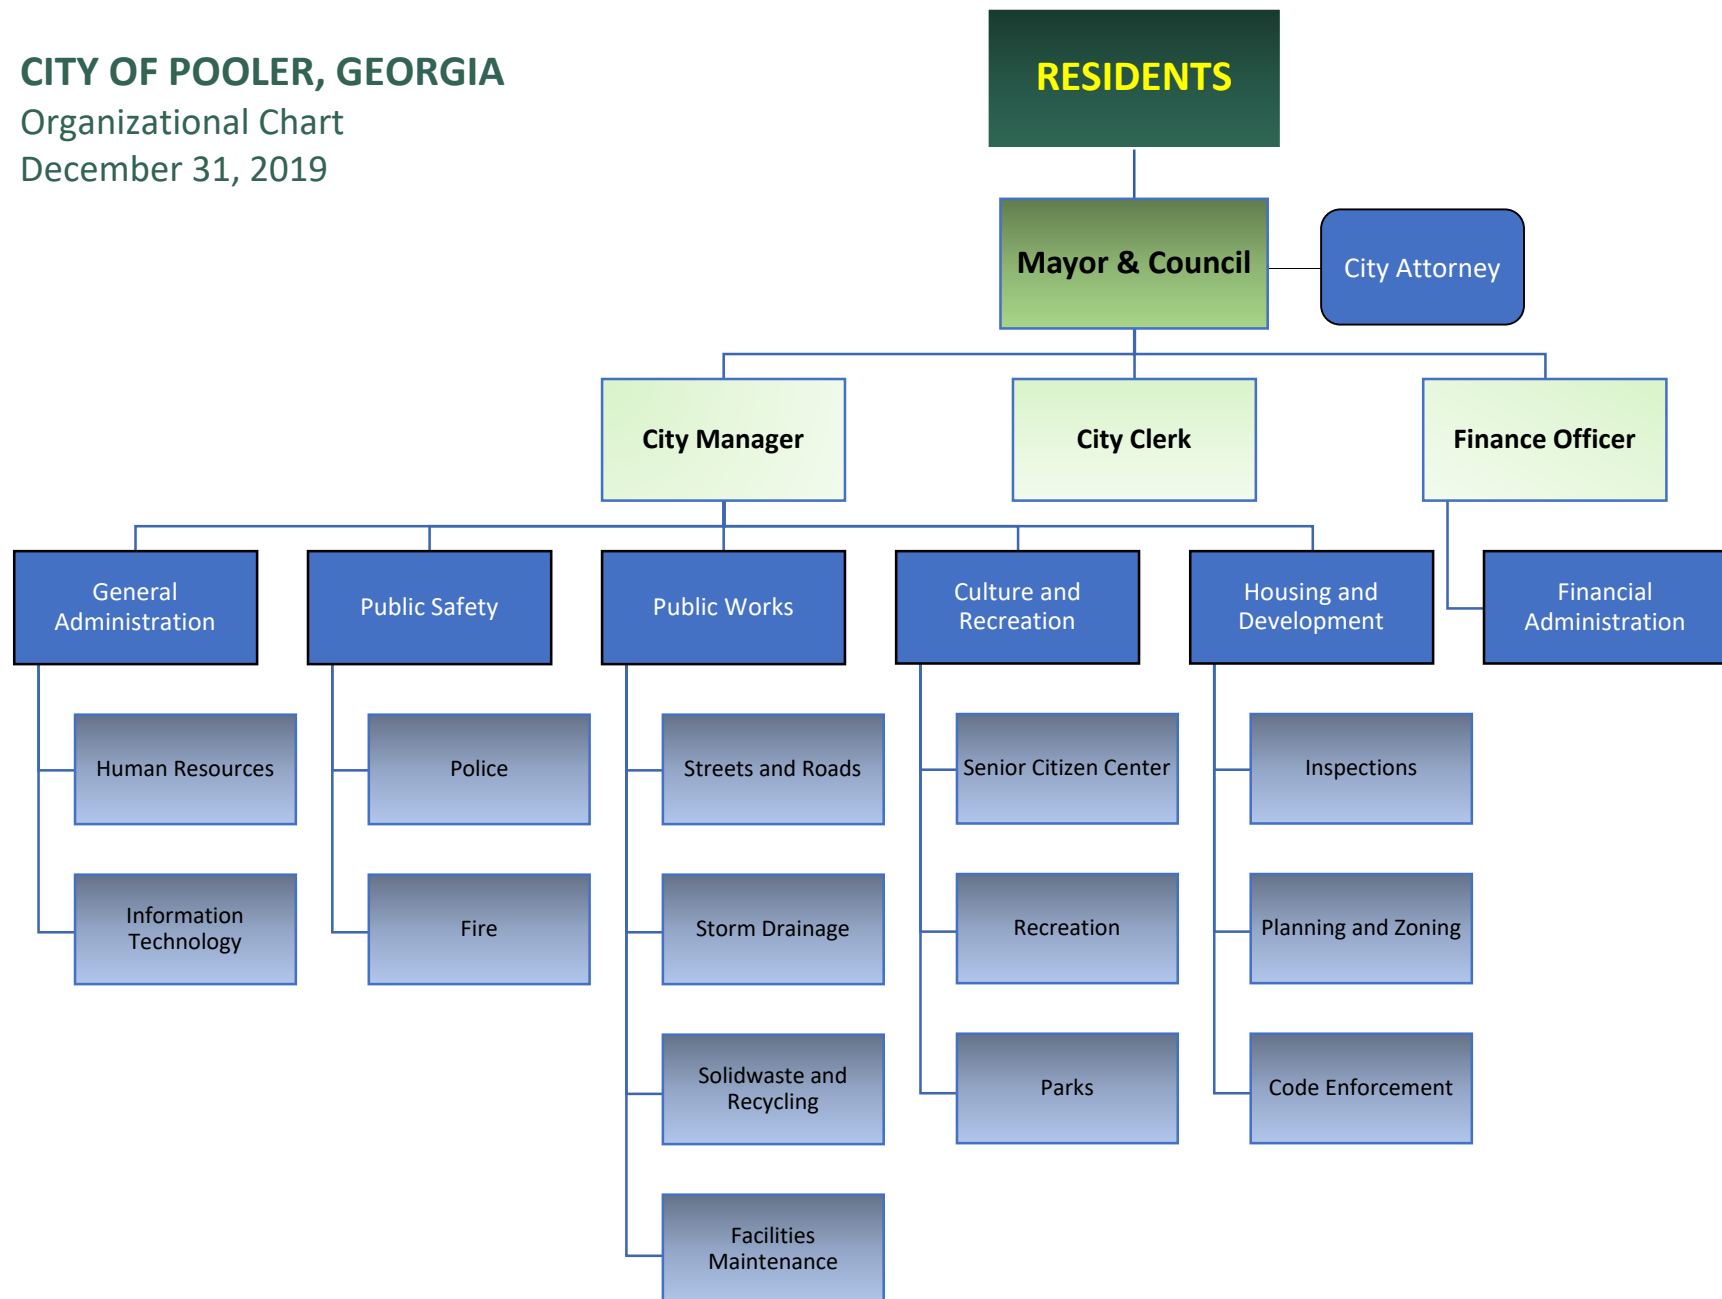 CITY OF POOLER, GEORGIA
Organizational Chart
December 31, 2019
RESIDENTS
Mayor & Council
City Attorney
City Manager
City Clerk
Finance Officer
General
Administration
Public Safety
Public Works
Culture and
Recreation
Housing and
Development
Financial
Administration
Human Resources
Police
Streets and Roads
Senior Citizen Center
Inspections
Information
Technology
Fire
Storm Drainage
Recreation
Planning and Zoning
Solidwaste and
Recycling
Parks
Code Enforcement
Facilities
Maintenance